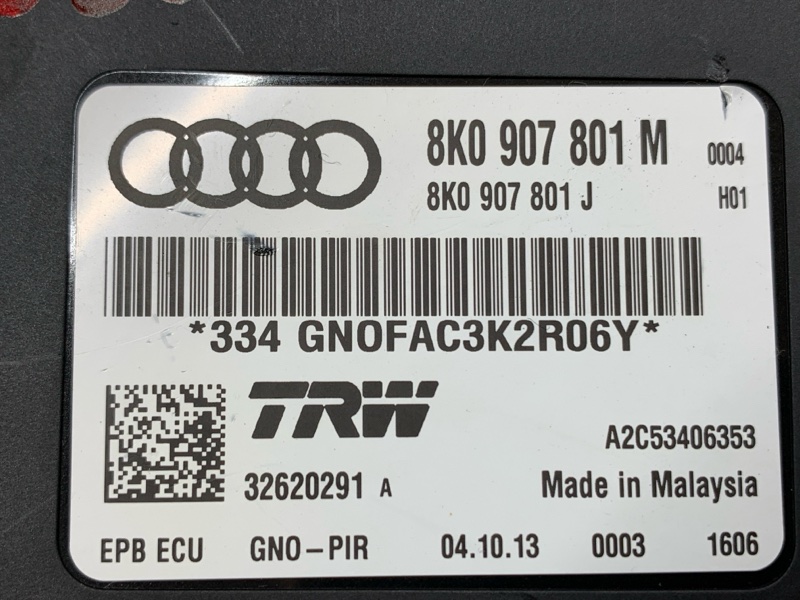 8K0 907 801 M 0004
8K0 907 801 J H01
*334 GNOFAC3K2R06Y*
TRW
A2C53406353
32620291 A Made in Malaysia
EPB ECU GNO-PIR 04.10.13 0003 1606